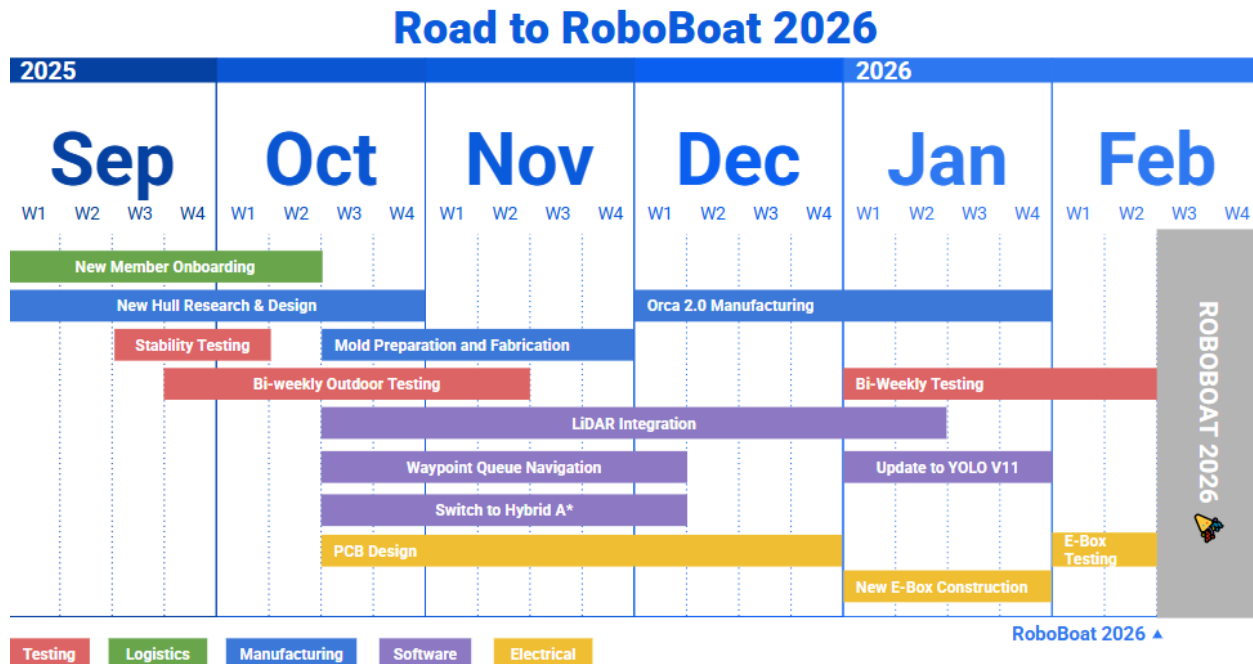 Road to RoboBoat 2026
2025 2026
Sep Oct Nov Dec Jan Feb
W1 W2 W3 W4 W1 W2 W3 W4 W1 W2 W3 W4 W1 W2 W3 W4 W1 W2 W3 W4 W1 W2 W3 W4
New Member Onboarding
New Hull Research & Design
Orca 2.0 Manufacturing
Stability Testing
Mold Preparation and Fabrication
Bi-weekly Outdoor Testing
Bi-Weekly Testing
LiDAR Integration
Waypoint Queue Navigation
Update to YOLO V11
Switch to Hybrid A*
PCB Design
E-Box
Testing
New E-Box Construction
ROBOBOAT 2026
RoboBoat 2026 ▲
Testing Logistics Manufacturing Software Electrical